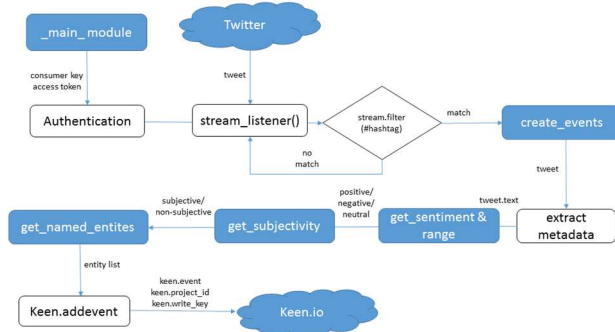 _main_module
Twitter
consumer key
access token
tweet
Authentication
stream_listener()
stream.filter
(#hashtag)
match
create_events
no
match
tweet
subjective/
non-subjective
positive/
negative/
neutral
tweet.text
get_named_entites
get_subjectivity
get_sentiment &
range
extract
metadata
entity list
keen.event
keen.project_id
keen.write_key
Keen.addevent
Keen.io